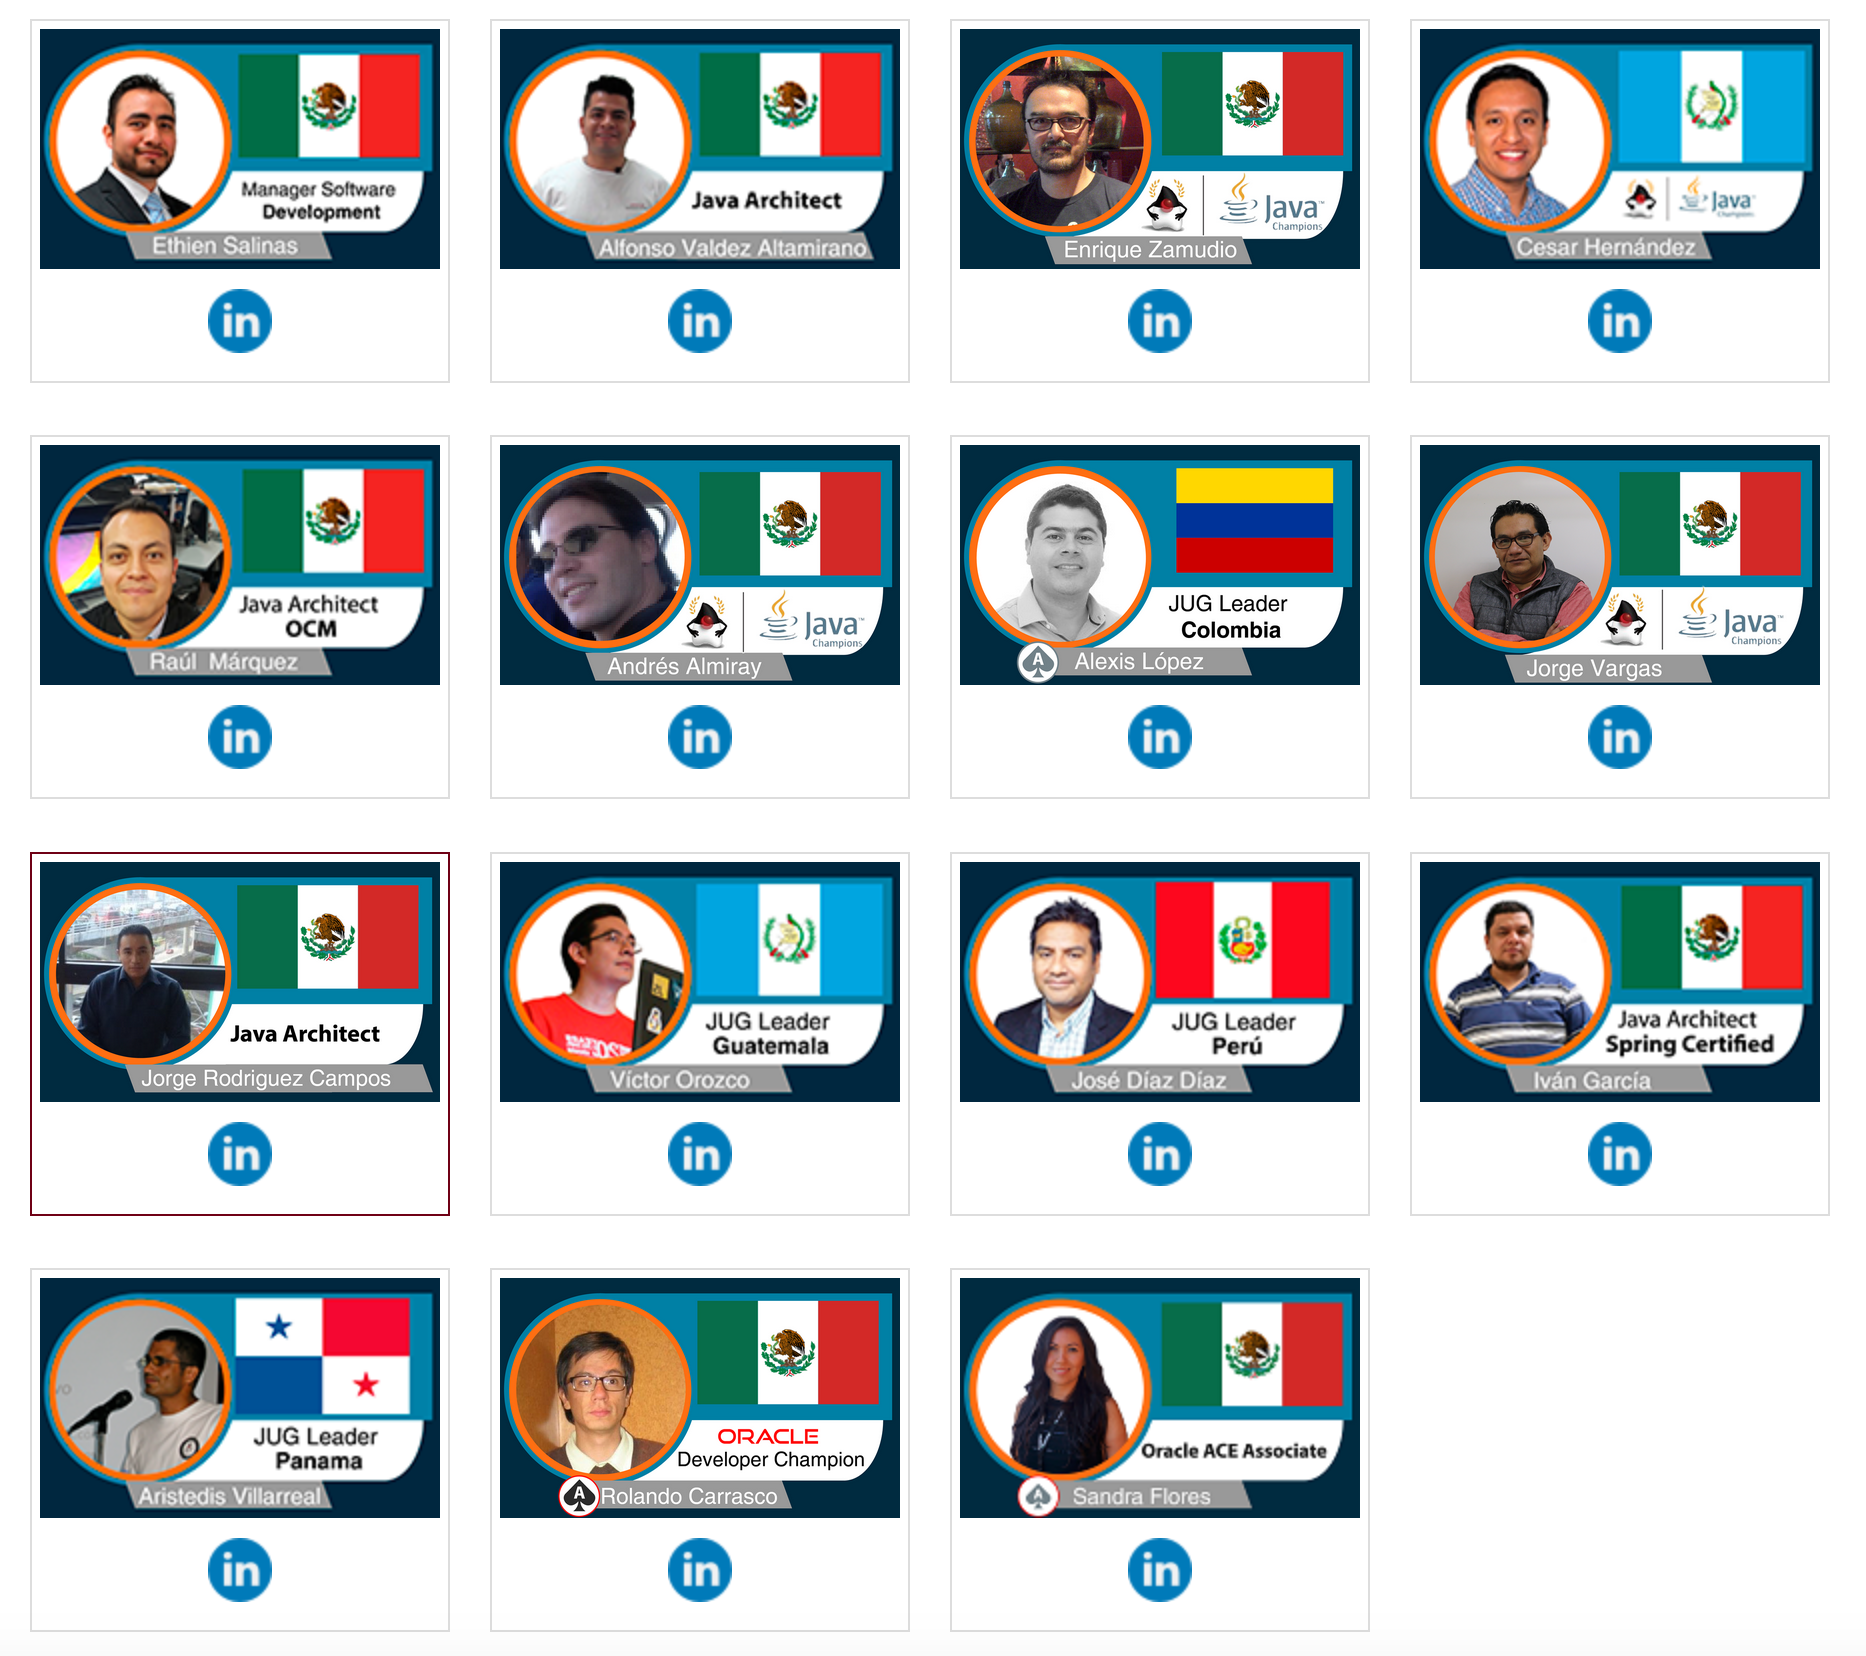 Manager Software
Development
Ethien Salinas
in
Java Architect
Alfonso Valdez Altamirano
in
Java™
Champions
Enrique Zamudio
in
Java
Champions
Cesar Hernández
in
Java Architect
OCM
Raúl Márquez
in
Java™
Champions
Andrés Almiray
in
JUG Leader
Colombia
A
Alexis López
in
Java™
Champions
Jorge Vargas
in
Java Architect
Jorge Rodriguez Campos
in
JUG Leader
Guatemala
Víctor Orozco
in
JUG Leader
Perú
José Díaz Díaz
in
Java Architect
Spring Certified
Iván García
in
JUG Leader
Panama
Aristedis Villarreal
in
ORACLE
Developer Champion
A
Rolando Carrasco
in
Oracle ACE Associate
A
Sandra Flores
in